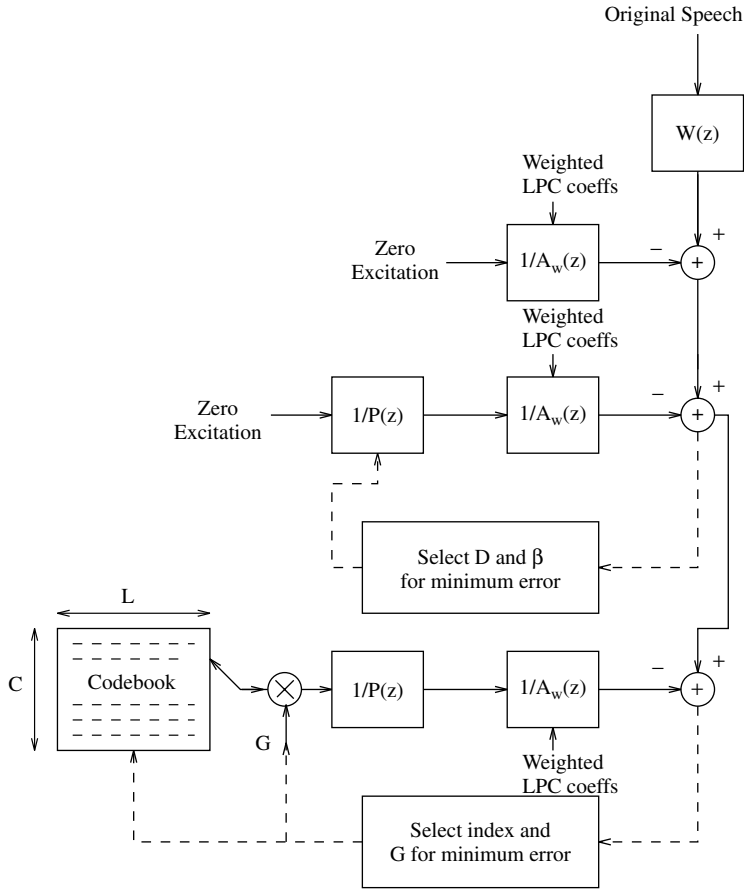 Original Speech
W(z)
Weighted
LPC coeffs
− +
Zero
Excitation
1/A_w(z)
+
Weighted
LPC coeffs
− +
Zero
Excitation
1/P(z)
1/A_w(z)
+
Select D and β
for minimum error
L
C
Codebook
G
1/P(z)
1/A_w(z)
− +
+
Weighted
LPC coeffs
Select index and
G for minimum error